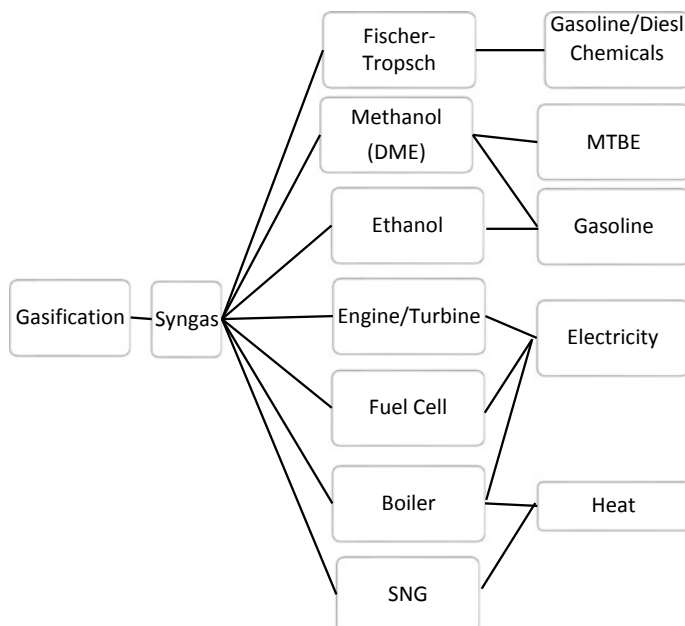 Fischer-
Tropsch
Gasoline/Diesl
Chemicals
Methanol
(DME)
MTBE
Ethanol
Gasoline
Gasification
Syngas
Engine/Turbine
Electricity
Fuel Cell
Boiler
Heat
SNG